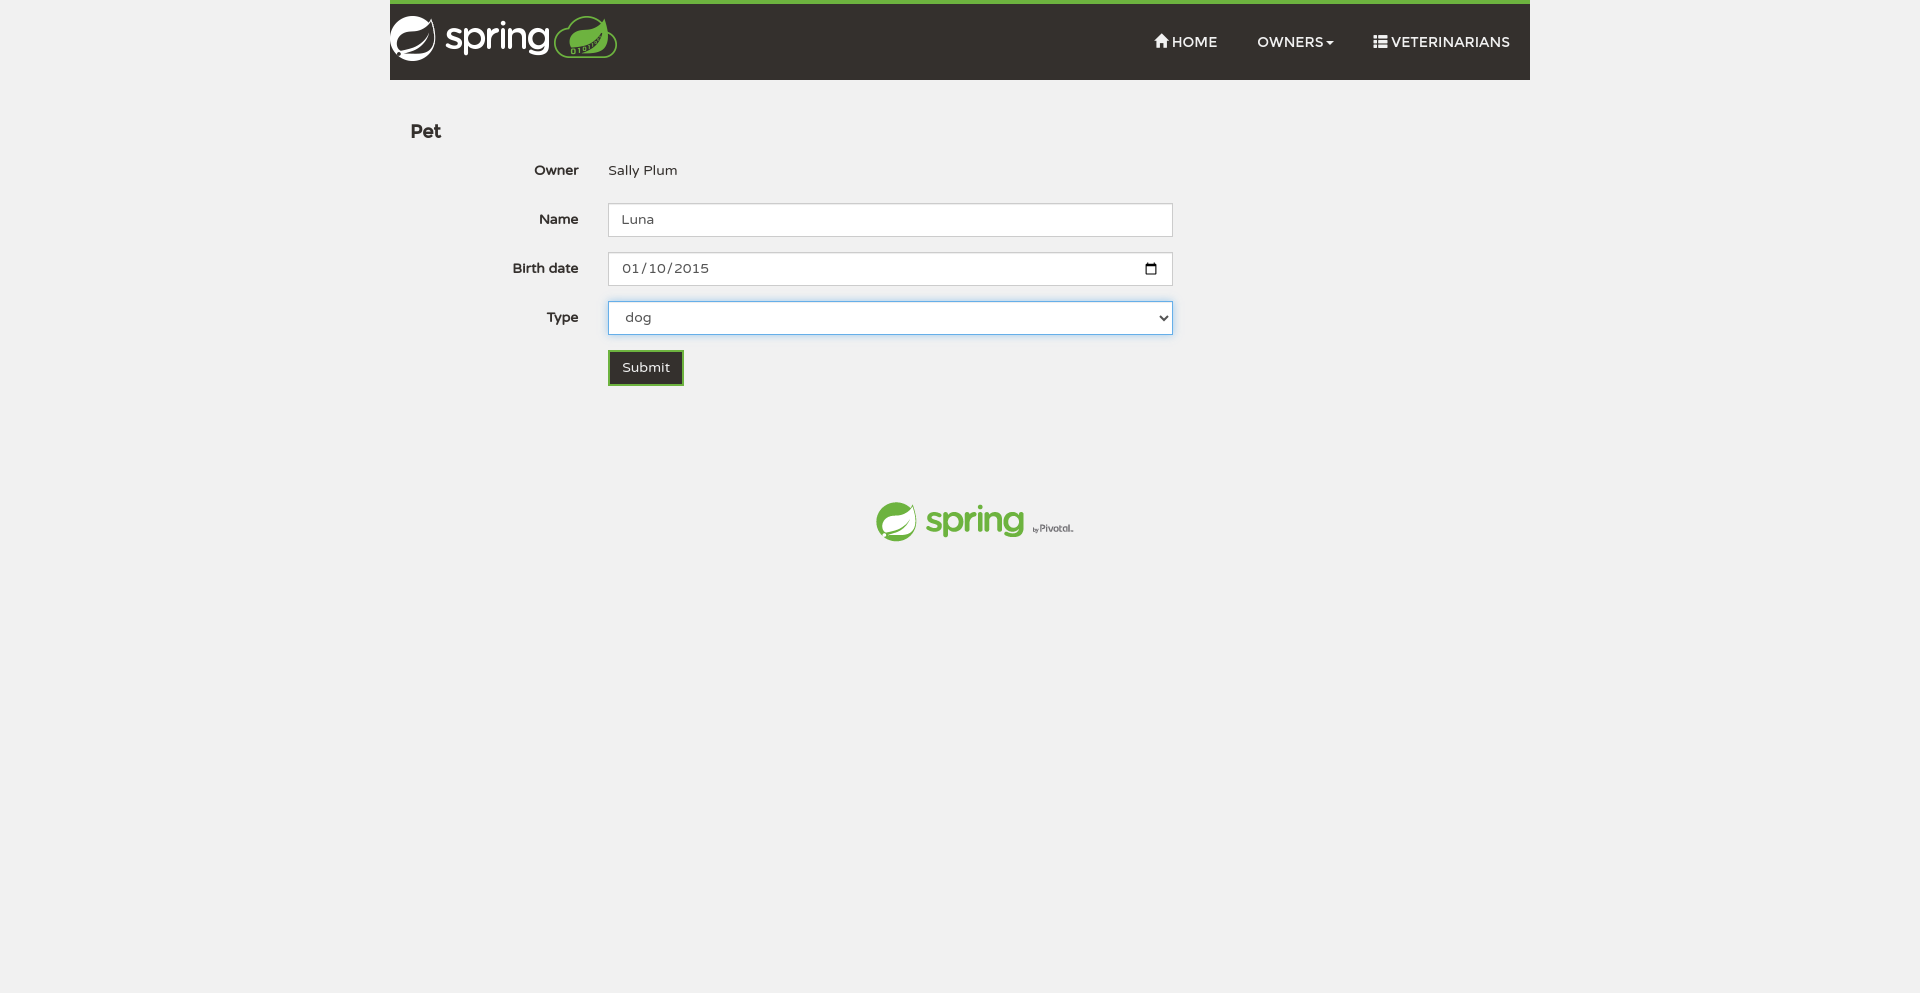 spring
HOME OWNERS VETERINARIANS
Pet
Owner Sally Plum
Name Luna
Birth date 01/10/2015
Type dog
Submit
spring by Pivotal™